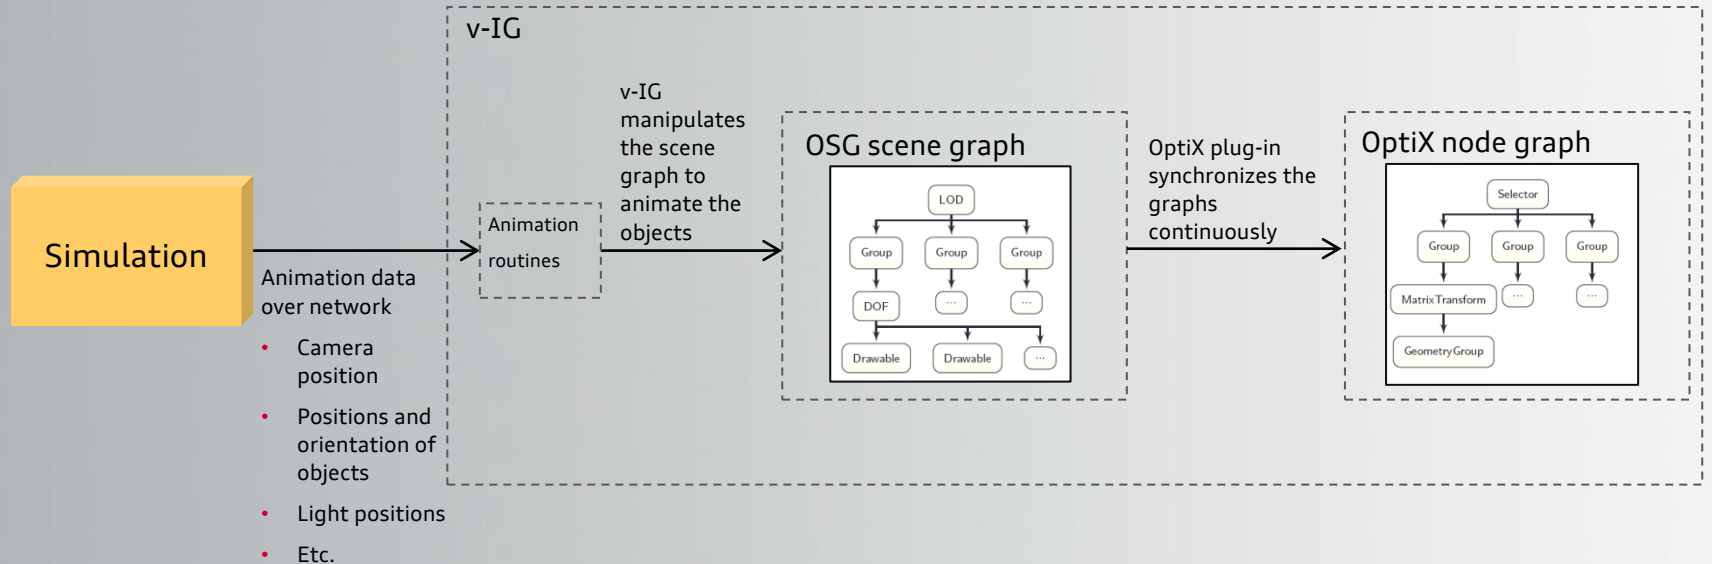 v-IG
Simulation
Animation data
over network
• Camera
position
• Positions and
orientation of
objects
• Light positions
• Etc.
Animation
routines
v-IG
manipulates
the scene
graph to
animate the
objects
OSG scene graph
LOD
Group Group Group
DOF ... ...
Drawable Drawable ...
OptiX plug-in
synchronizes the
graphs
continuously
OptiX node graph
Selector
Group Group Group
MatrixTransform ... ...
GeometryGroup